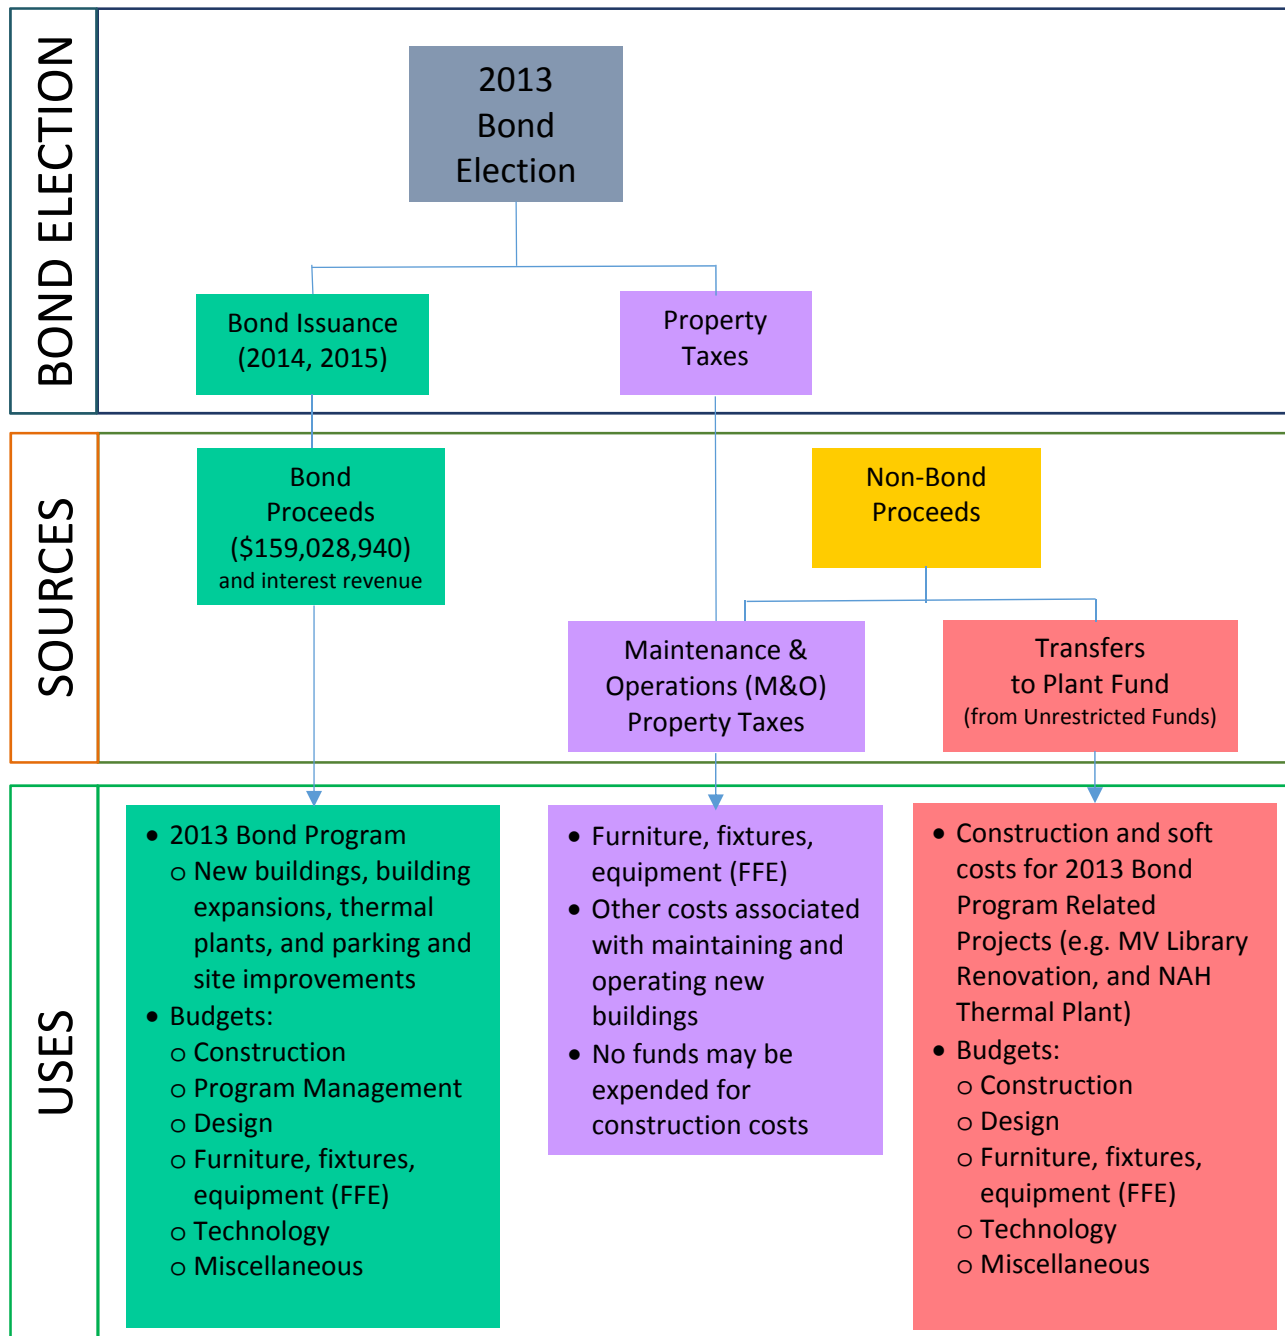 BOND ELECTION
2013
Bond
Election
Bond Issuance
(2014, 2015)
Property
Taxes
SOURCES
Bond
Proceeds
($159,028,940)
and interest revenue
Non-Bond
Proceeds
Maintenance &
Operations (M&O)
Property Taxes
Transfers
to Plant Fund
(from Unrestricted Funds)
USES
• 2013 Bond Program
o New buildings, building
expansions, thermal
plants, and parking and
site improvements
• Budgets:
o Construction
o Program Management
o Design
o Furniture, fixtures,
equipment (FFE)
o Technology
o Miscellaneous
• Furniture, fixtures,
equipment (FFE)
• Other costs associated
with maintaining and
operating new
buildings
• No funds may be
expended for
construction costs
• Construction and soft
costs for 2013 Bond
Program Related
Projects (e.g. MV Library
Renovation, and NAH
Thermal Plant)
• Budgets:
o Construction
o Design
o Furniture, fixtures,
equipment (FFE)
o Technology
o Miscellaneous